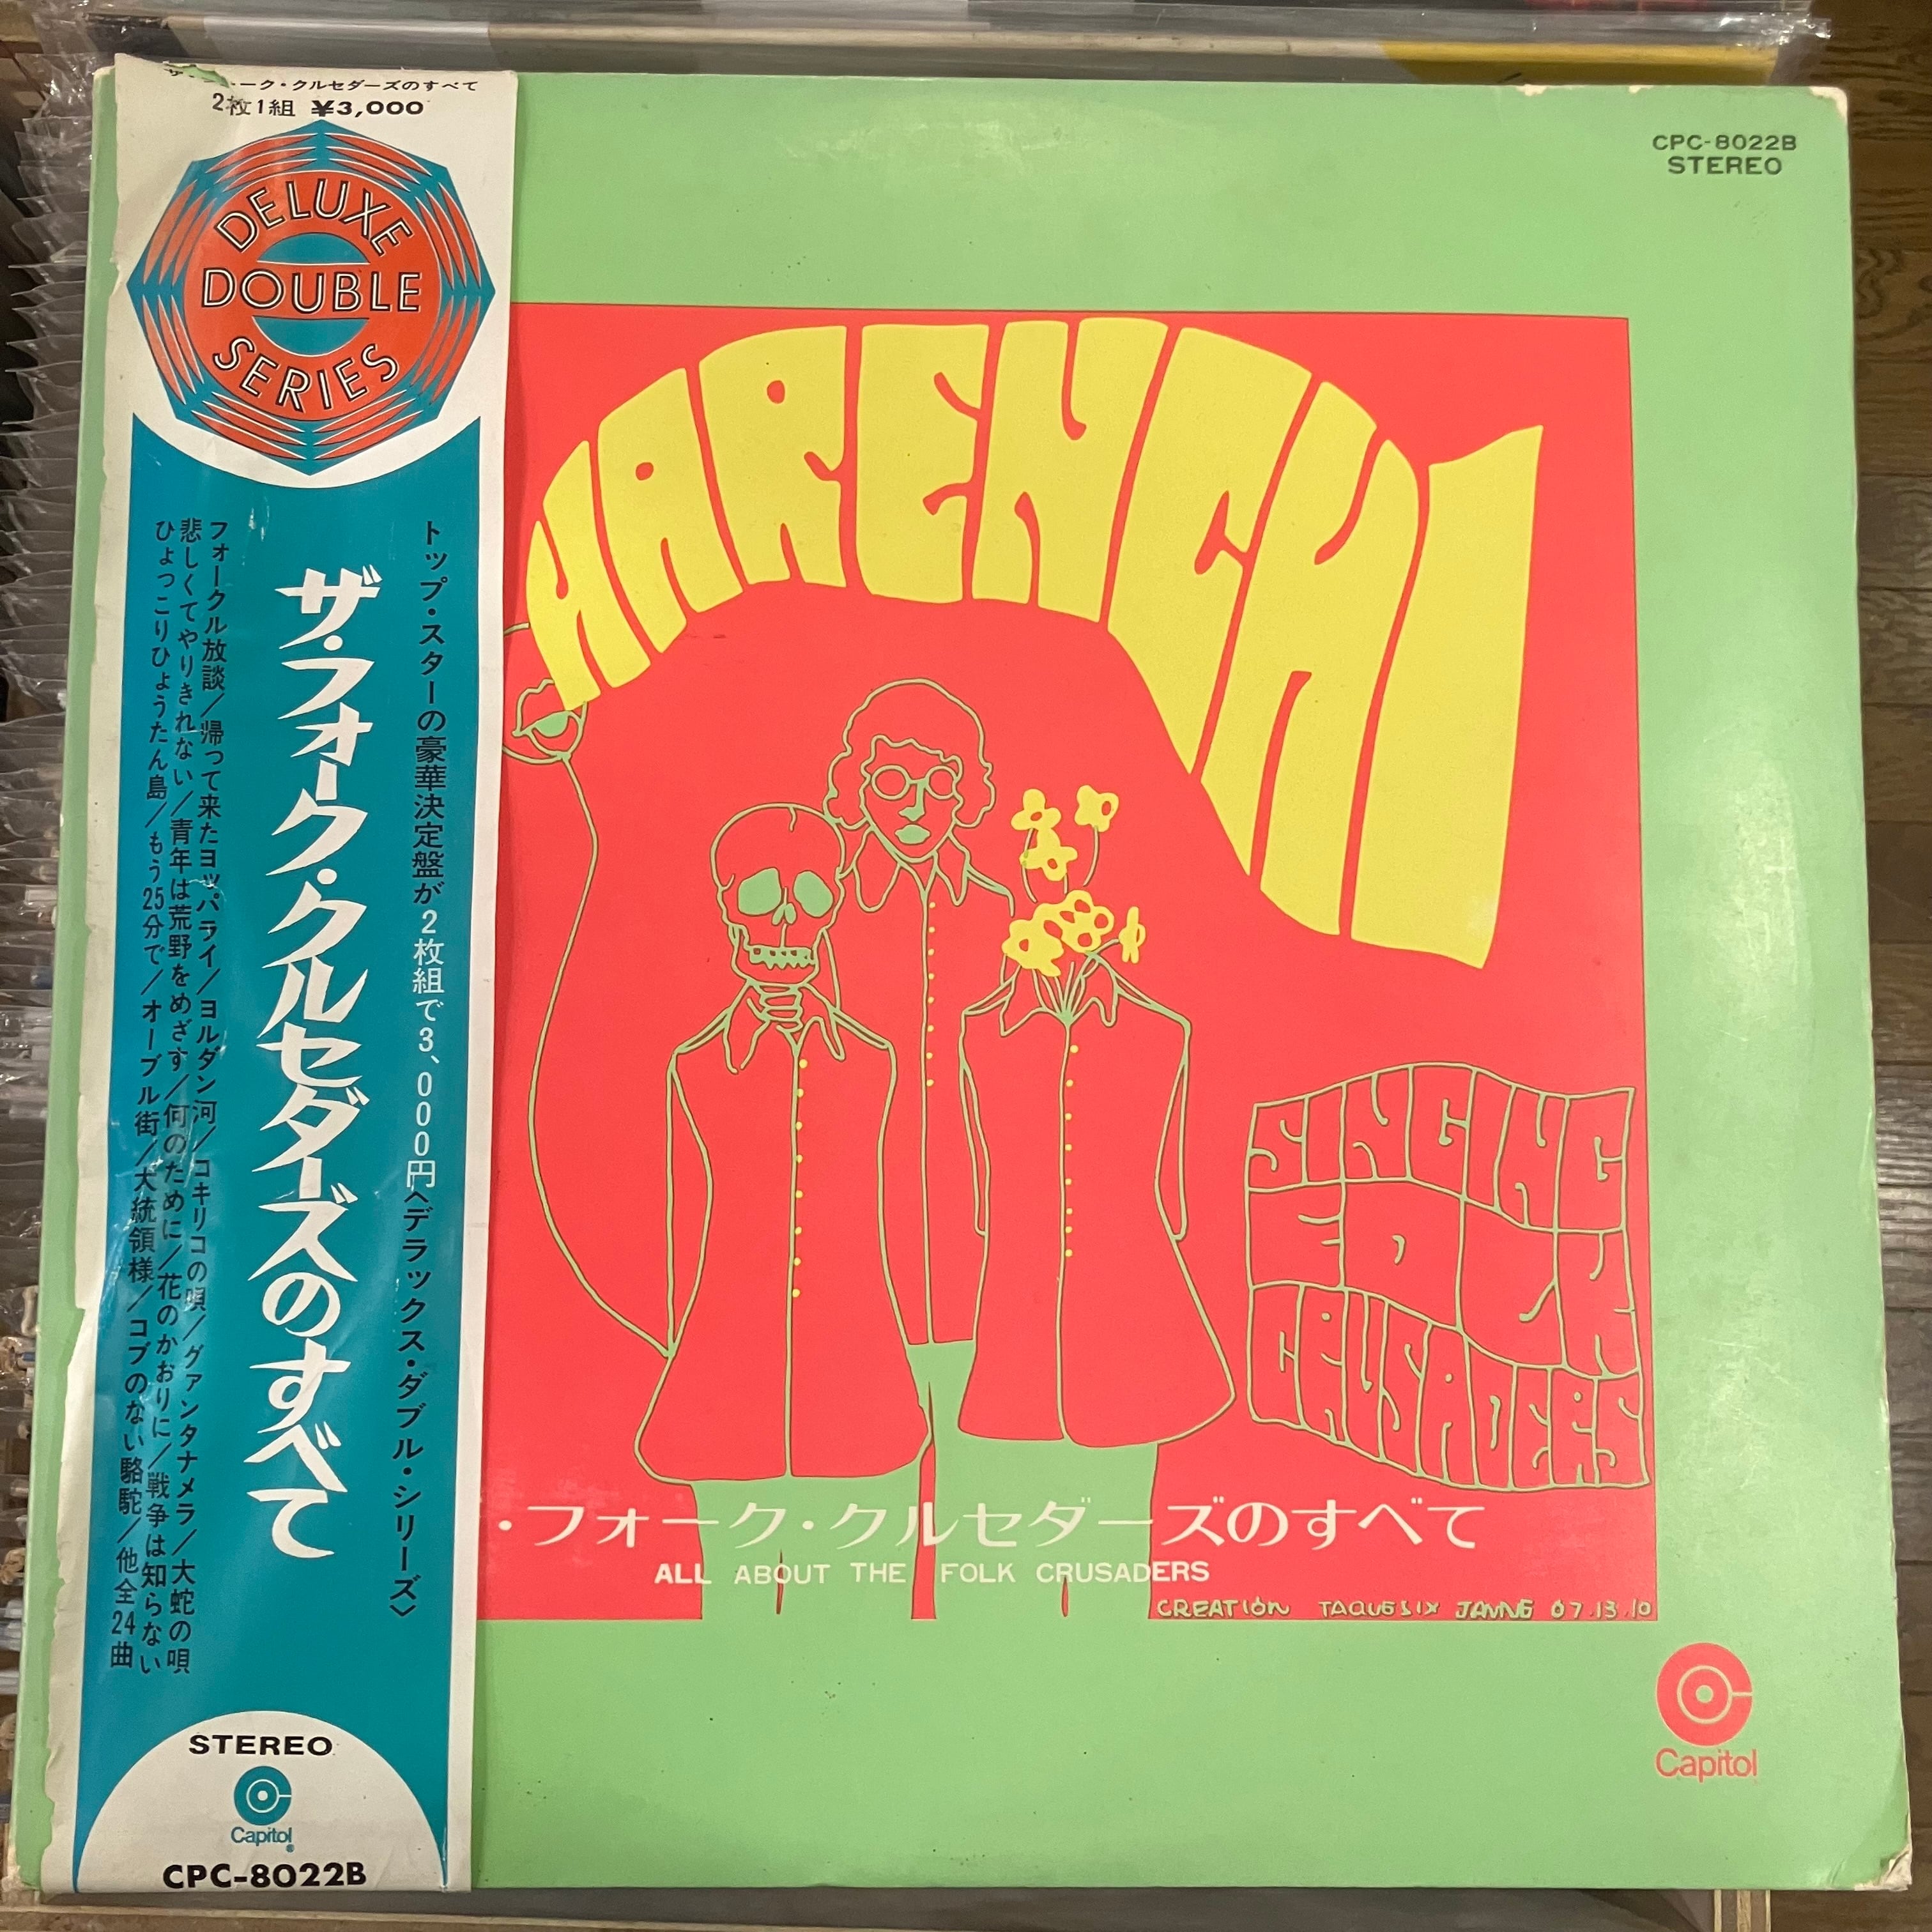 ・クルセダーズのすべて
2枚1組 ¥3,000
DELUXE
DOUBLE
SERIES
トップ・スターの豪華決定盤が2枚組で3、000円〈デラックス・ダブル・シリーズ〉
ザ・フォーク・クルセダーズのすべて
フォークル放談/帰って来たヨッパライ/ヨルダン河/コキリコの唄/グァンタナメラ/大蛇の唄
悲しくてやりきれない/青年は荒野をめざす/何のために/花のかおりに/戦争は知らない
ひょっこりひょうたん島/もう25分で/オーブル街/大統領様/コブのない駱駝/他全24曲
STEREO
Capitol
CPC-8022B
CPC-8022B
STEREO
HARENCHI
SINGING
FOLK
CRUSADERS
・フォーク・クルセダーズのすべて
ALL ABOUT THE FOLK CRUSADERS
CREATION TAQUESIX JAVNG 07.13.10
Capitol